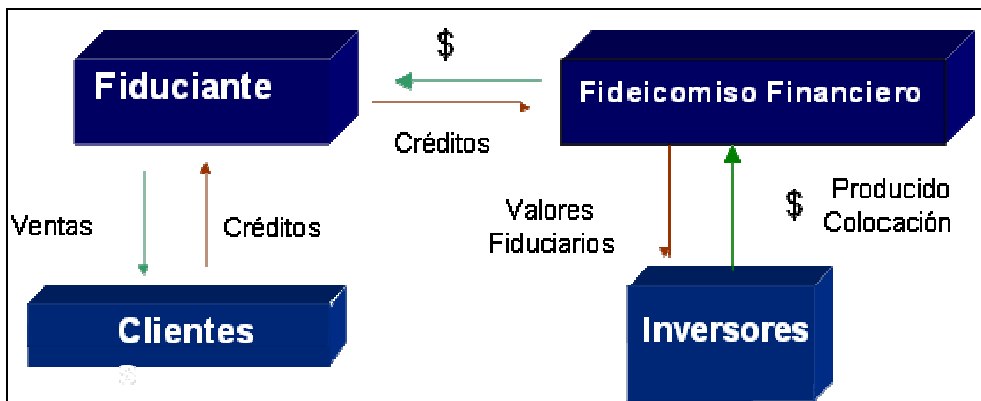 $
Fiduciante
Fideicomiso Financiero
Créditos
Ventas
Créditos
Valores
Fiduciarios
$
Producido
Colocación
Clientes
Inversores